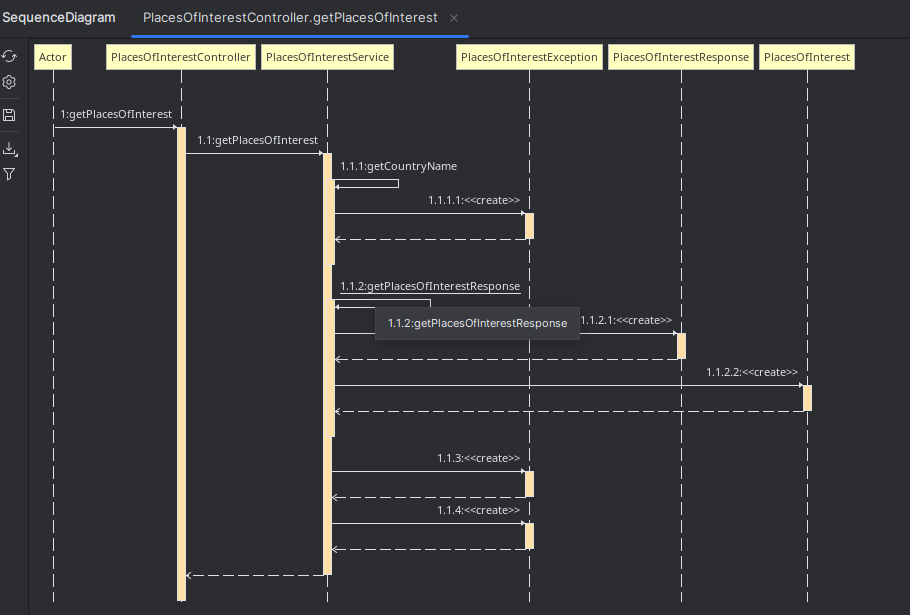 SequenceDiagram
PlacesOfInterestController.getPlacesOfInterest
Actor
PlacesOfInterestController
PlacesOfInterestService
PlacesOfInterestException
PlacesOfInterestResponse
PlacesOfInterest
1:getPlacesOfInterest
1.1:getPlacesOfInterest
1.1.1:getCountryName
1.1.1.1:<<create>>
1.1.2:getPlacesOfInterestResponse
1.1.2:getPlacesOfInterestResponse
1.1.2.1:<<create>>
1.1.2.2:<<create>>
1.1.3:<<create>>
1.1.4:<<create>>